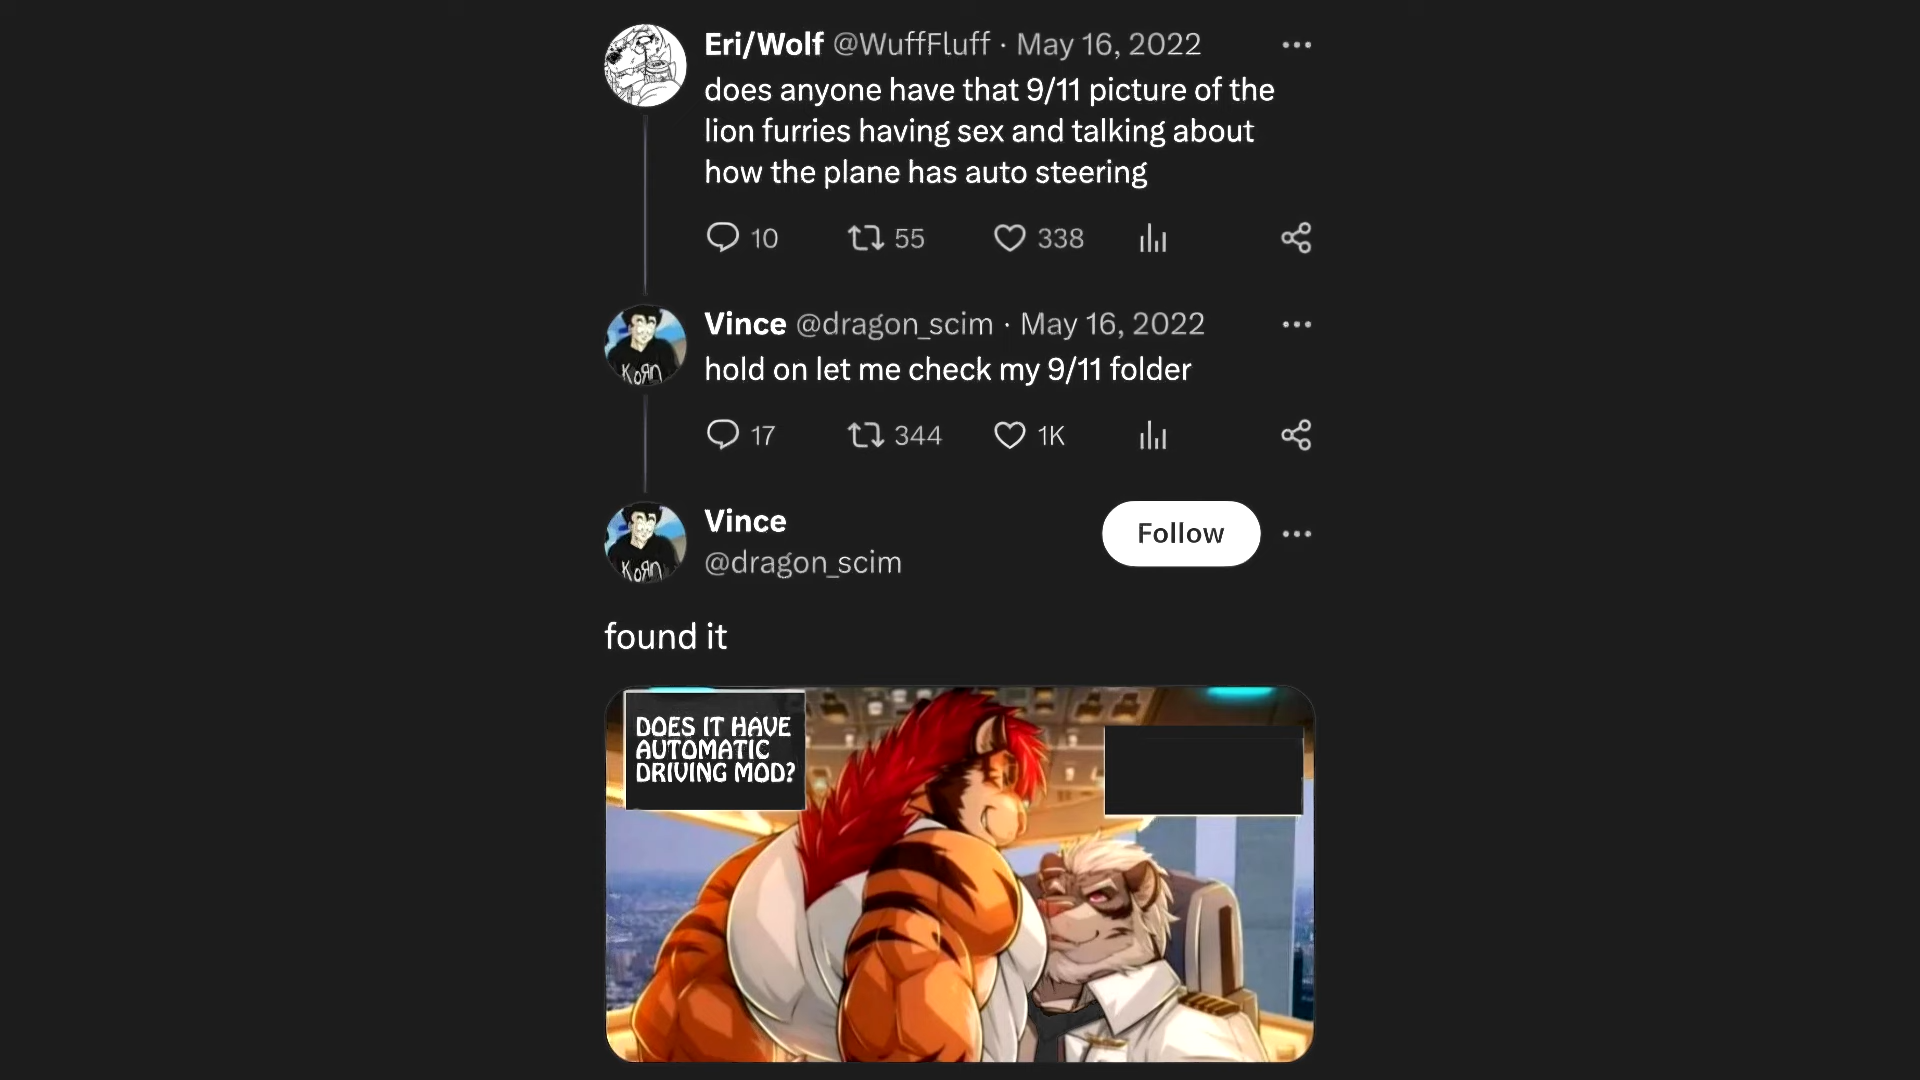 Eri/Wolf @WuffFluff · May 16, 2022
does anyone have that 9/11 picture of the
lion furries having sex and talking about
how the plane has auto steering
10 55 338
Vince @dragon_scim · May 16, 2022
KoЯn
hold on let me check my 9/11 folder
17 344 1K
Vince
@dragon_scim
Follow
KoЯn
found it
DOES IT HAVE
AUTOMATIC
DRIVING MOD?